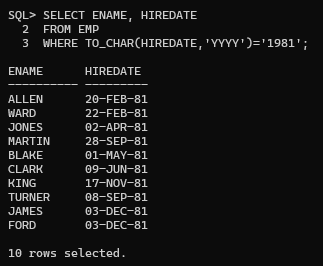 SQL> SELECT ENAME, HIREDATE
  2  FROM EMP
  3  WHERE TO_CHAR(HIREDATE,'YYYY')='1981';

ENAME      HIREDATE
---------- ---------
ALLEN      20-FEB-81
WARD       22-FEB-81
JONES      02-APR-81
MARTIN     28-SEP-81
BLAKE      01-MAY-81
CLARK      09-JUN-81
KING       17-NOV-81
TURNER     08-SEP-81
JAMES      03-DEC-81
FORD       03-DEC-81

10 rows selected.